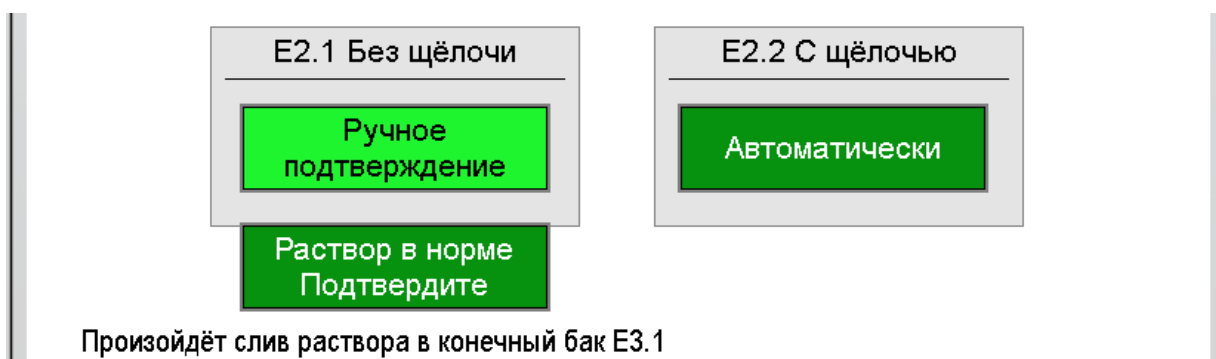 E2.1 Без щёлочи
E2.2 С щёлочью
Ручное
подтверждение
Автоматически
Раствор в норме
Подтвердите
Произойдёт слив раствора в конечный бак E3.1